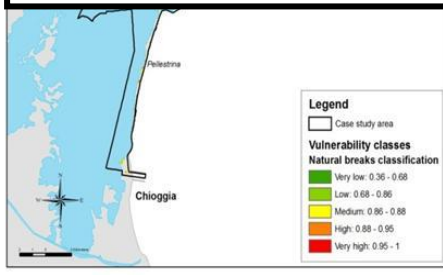 Pellestrina
Legend
Case study area
Vulnerability classes
Natural breaks classification
Very low: 0.36 - 0.68
Low: 0.68 - 0.86
Medium: 0.86 - 0.88
High: 0.88 - 0.95
Very high: 0.95 - 1
Chioggia